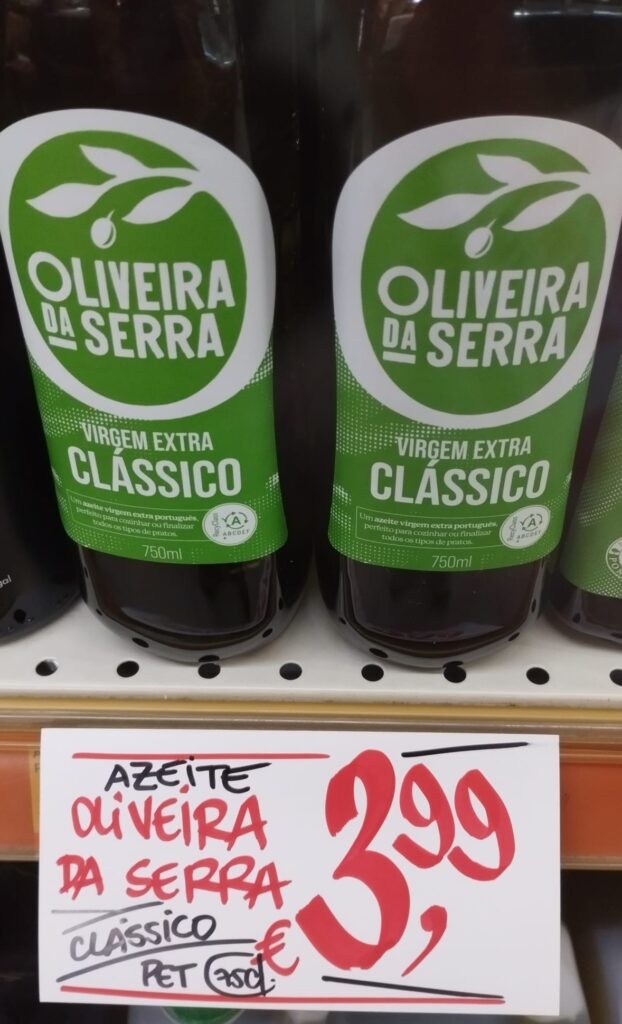 OLIVEIRA
DA SERRA
VIRGEM EXTRA
CLÁSSICO
Um azeite virgem extra português,
perfeito para cozinhar ou finalizar
todos os tipos de pratos.
A
ABCDEF
750ml
OLIVEIRA
DA SERRA
VIRGEM EXTRA
CLÁSSICO
Um azeite virgem extra português,
perfeito para cozinhar ou finalizar
todos os tipos de pratos.
A
ABCDEF
750ml
AZEITE
OLIVEIRA
DA SERRA
CLÁSSICO
PET 75cl.
€ 3,99